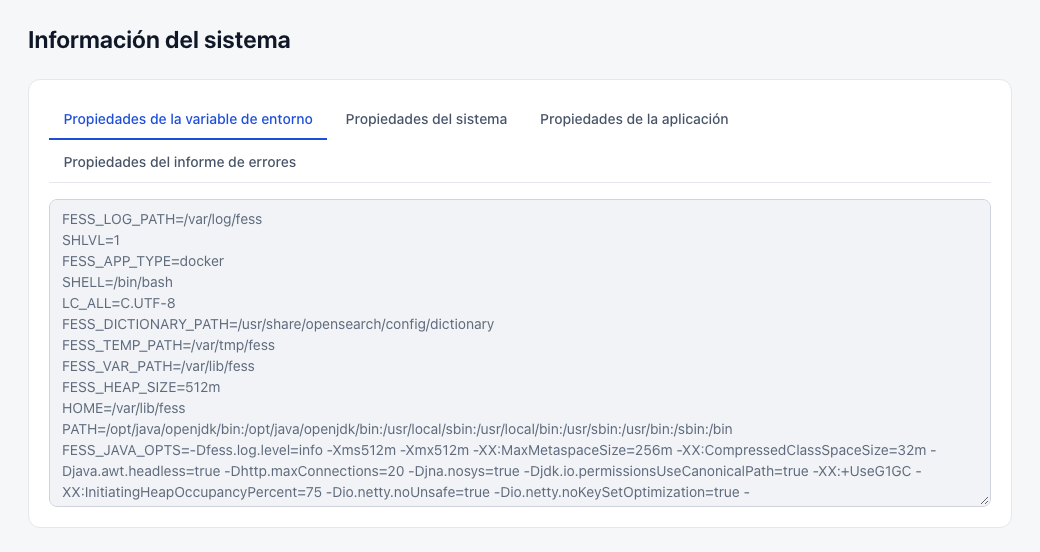 Información del sistema
Propiedades de la variable de entorno
Propiedades del sistema
Propiedades de la aplicación
Propiedades del informe de errores
FESS_LOG_PATH=/var/log/fess
SHLVL=1
FESS_APP_TYPE=docker
SHELL=/bin/bash
LC_ALL=C.UTF-8
FESS_DICTIONARY_PATH=/usr/share/opensearch/config/dictionary
FESS_TEMP_PATH=/var/tmp/fess
FESS_VAR_PATH=/var/lib/fess
FESS_HEAP_SIZE=512m
HOME=/var/lib/fess
PATH=/opt/java/openjdk/bin:/opt/java/openjdk/bin:/usr/local/sbin:/usr/local/bin:/usr/sbin:/usr/bin:/sbin:/bin
FESS_JAVA_OPTS=-Dfess.log.level=info -Xms512m -Xmx512m -XX:MaxMetaspaceSize=256m -XX:CompressedClassSpaceSize=32m -
Djava.awt.headless=true -Dhttp.maxConnections=20 -Djna.nosys=true -Djdk.io.permissionsUseCanonicalPath=true -XX:+UseG1GC -
XX:InitiatingHeapOccupancyPercent=75 -Dio.netty.noUnsafe=true -Dio.netty.noKeySetOptimization=true -